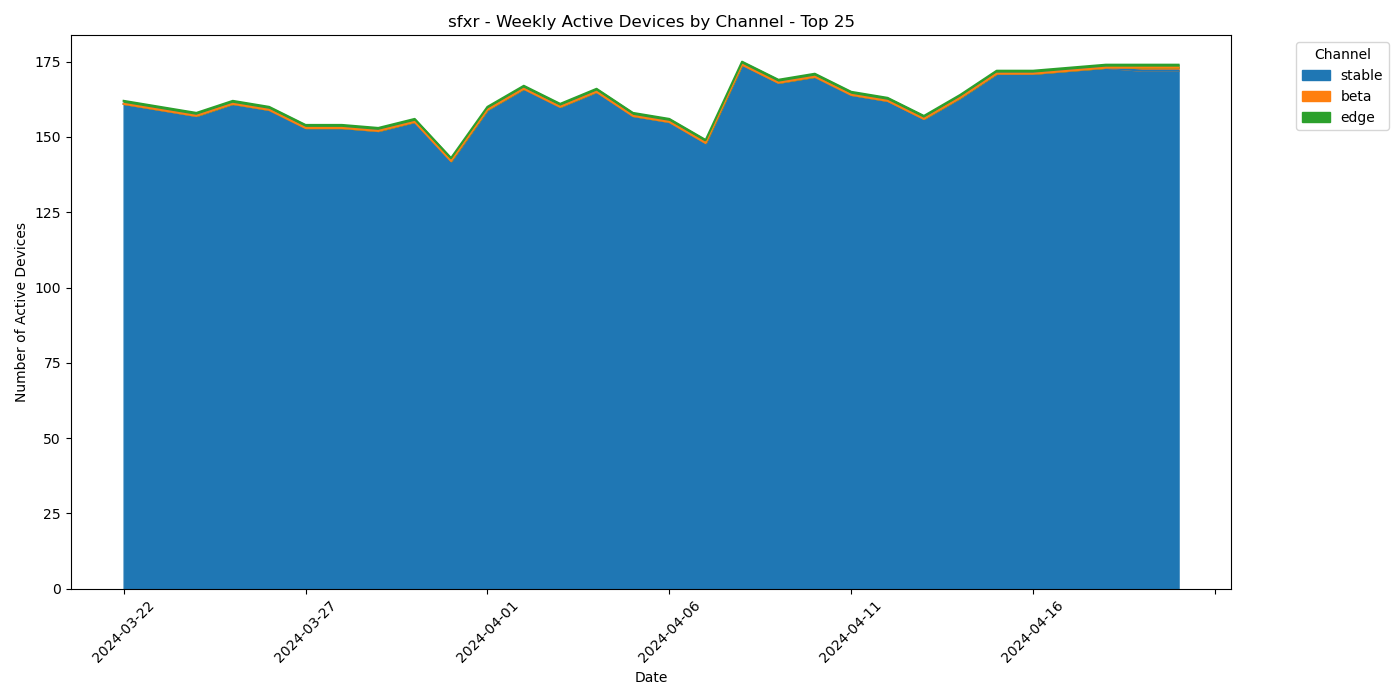 sfxr - Weekly Active Devices by Channel - Top 25
Channel
stable
beta
edge
Number of Active Devices
175
150
125
100
75
50
25
0
2024-03-22
2024-03-27
2024-04-01
2024-04-06
2024-04-11
2024-04-16
Date